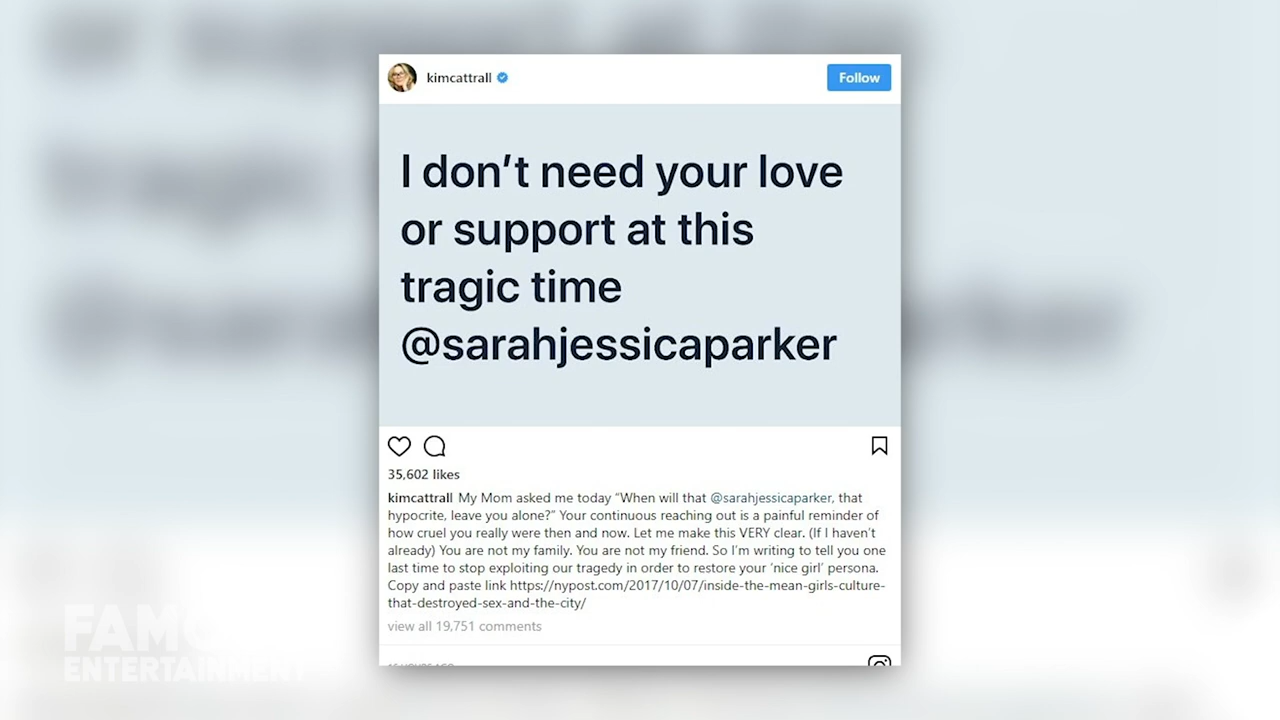 kimcattrall
Follow
I don’t need your love
or support at this
tragic time
@sarahjessicaparker
35,602 likes
kimcattrall My Mom asked me today “When will that @sarahjessicaparker, that
hypocrite, leave you alone?” Your continuous reaching out is a painful reminder of
how cruel you really were then and now. Let me make this VERY clear. (If I haven’t
already) You are not my family. You are not my friend. So I’m writing to tell you one
last time to stop exploiting our tragedy in order to restore your ‘nice girl’ persona.
Copy and paste link https://nypost.com/2017/10/07/inside-the-mean-girls-culture-
that-destroyed-sex-and-the-city/
view all 19,751 comments
ENTERTAINMENT